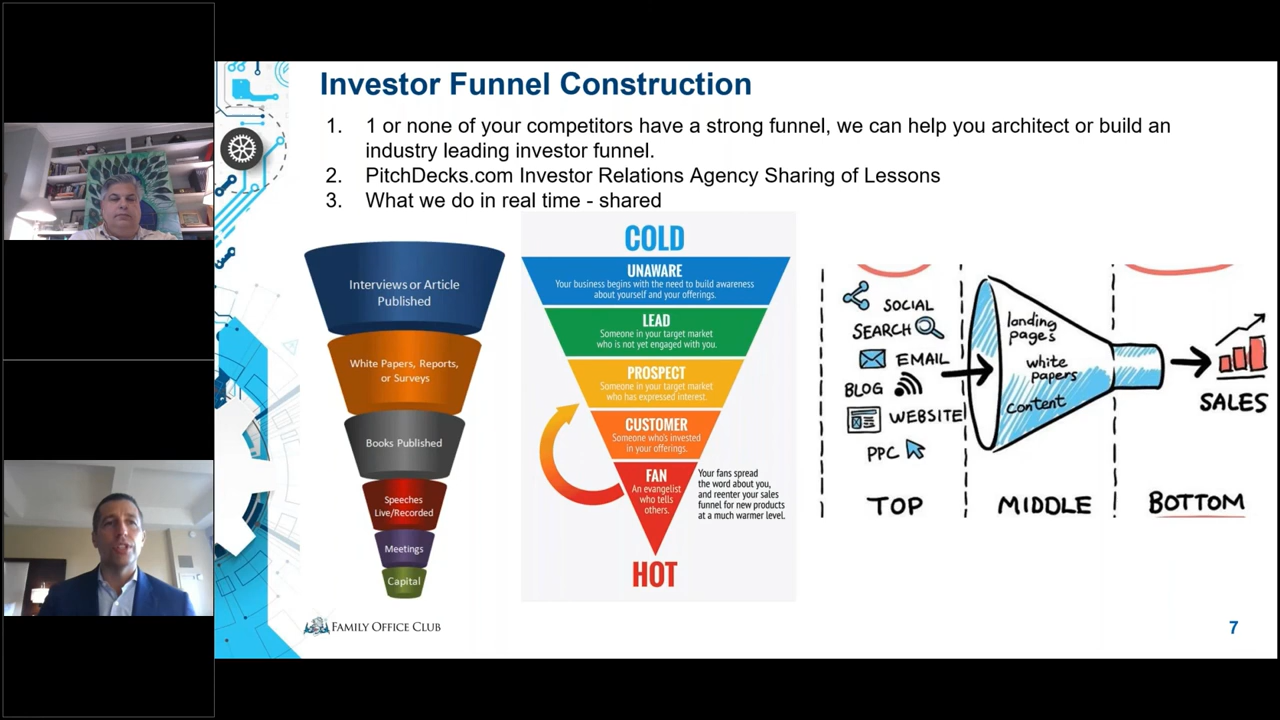 Investor Funnel Construction
1. 1 or none of your competitors have a strong funnel, we can help you architect or build an
industry leading investor funnel.
2. PitchDecks.com Investor Relations Agency Sharing of Lessons
3. What we do in real time - shared
Interviews or Article
Published
White Papers, Reports,
or Surveys
Books Published
Speeches
Live/Recorded
Meetings
Capital
COLD
UNAWARE
Your business begins with the need to build awareness
about yourself and your offerings.
LEAD
Someone in your target market
who is not yet engaged with you.
PROSPECT
Someone in your target market
who has expressed interest.
CUSTOMER
Someone who's invested
in your offerings.
FAN
An evangelist
who tells
others.
Your fans spread
the word about you,
and reenter your sales
funnel for new products
at a much warmer level.
HOT
SOCIAL
SEARCH
EMAIL
BLOG
WEBSITE
PPC
TOP
landing
pages
white
papers
content
MIDDLE
SALES
BOTTOM
FAMILY OFFICE CLUB
7